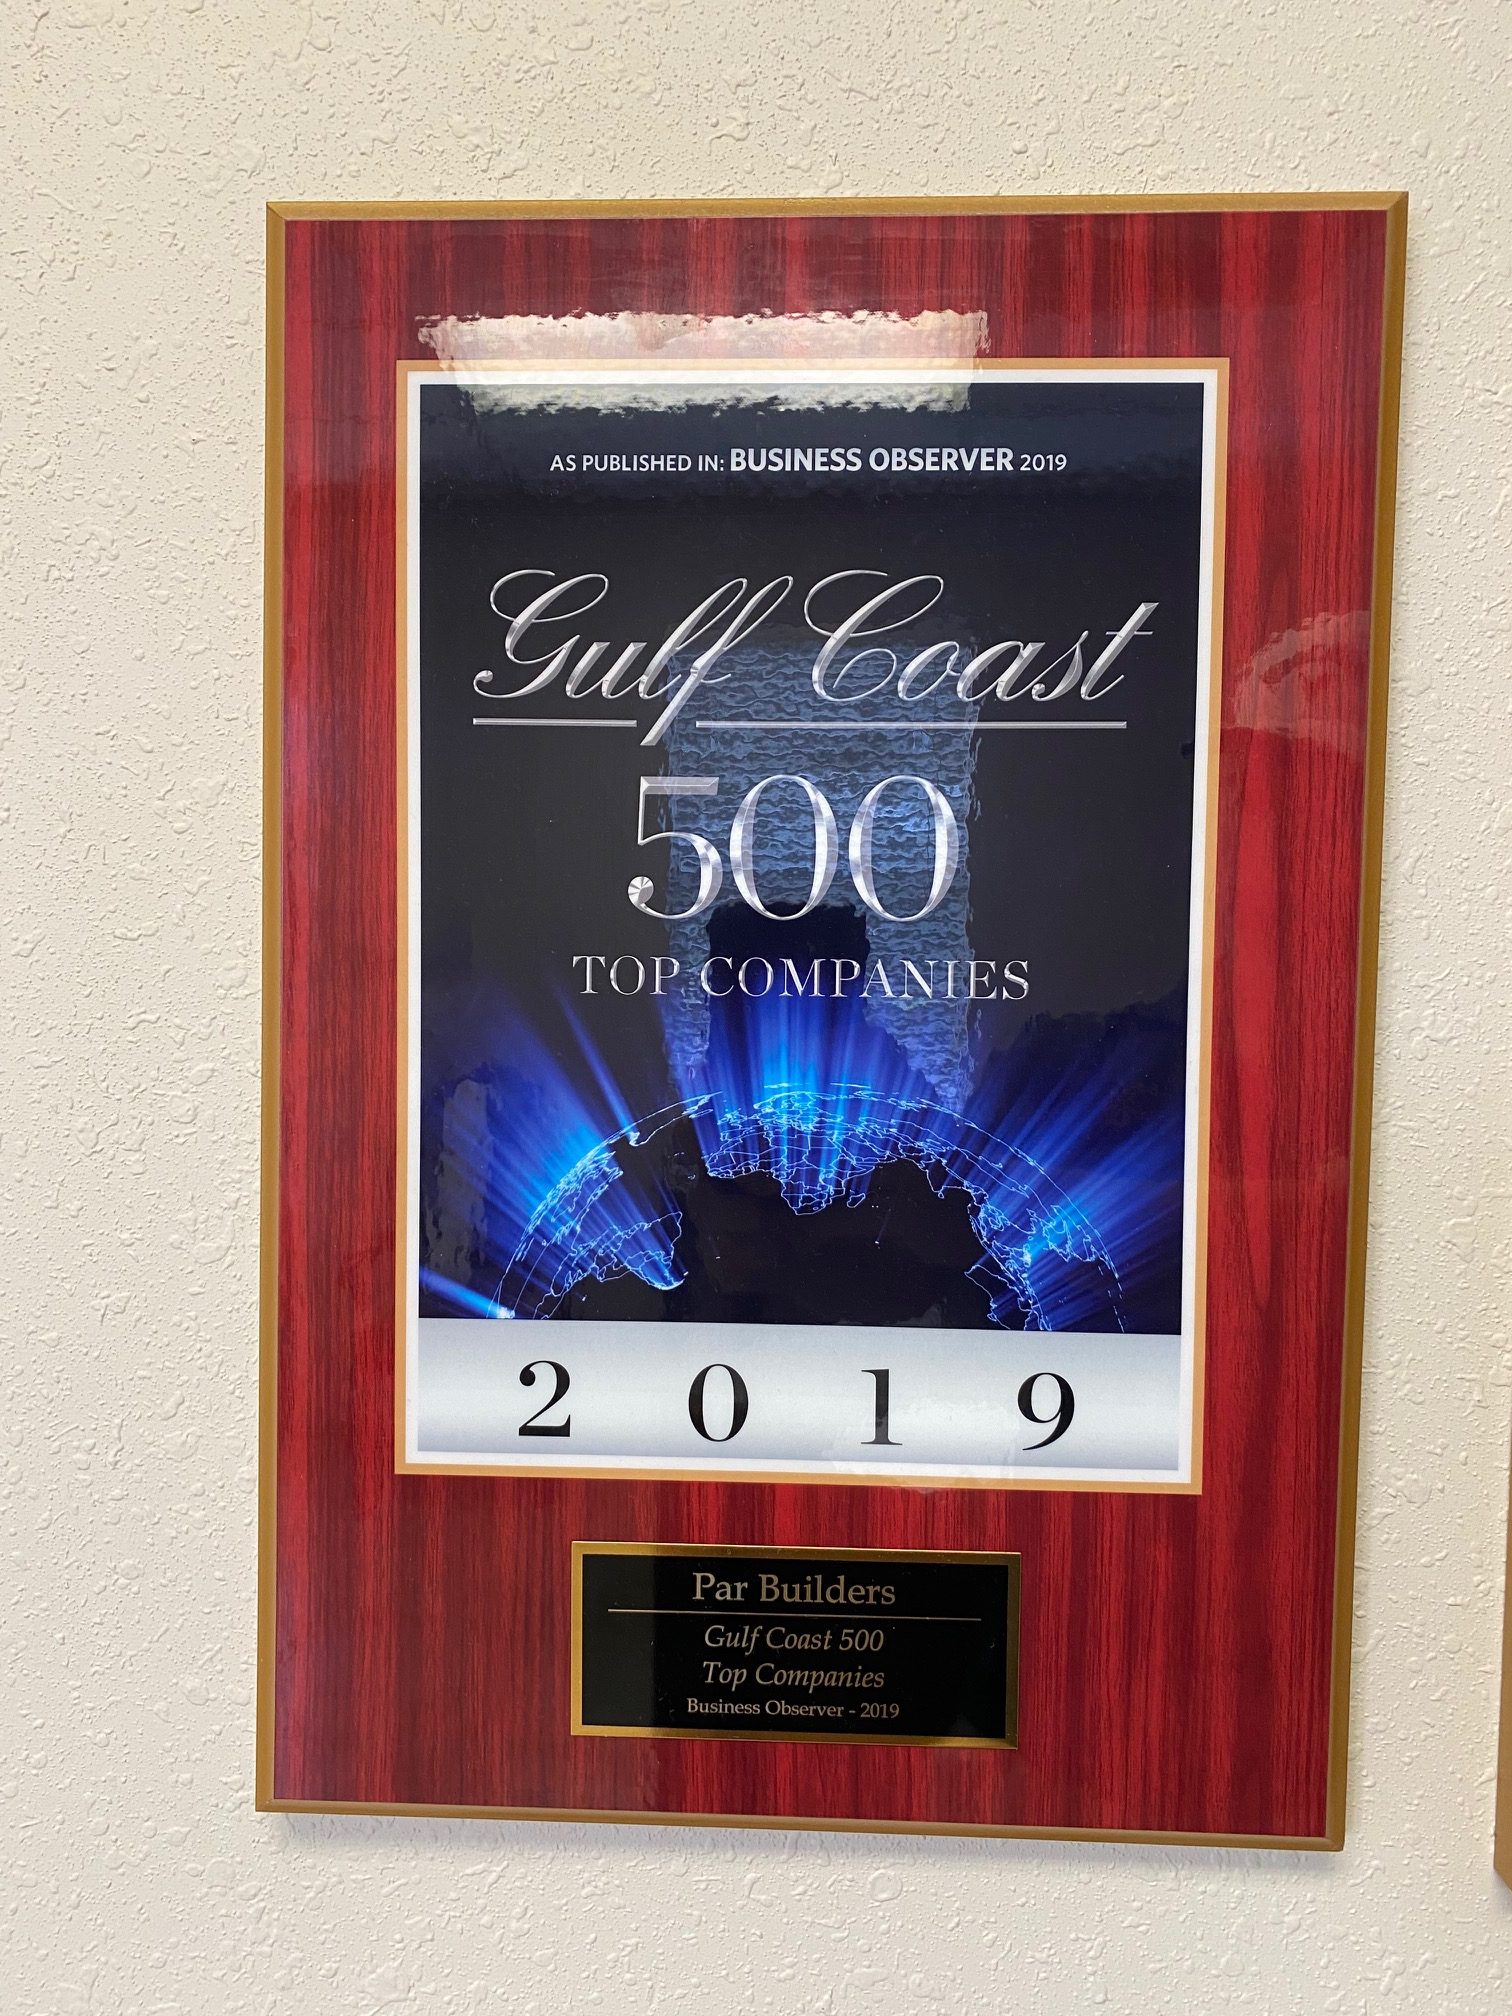 AS PUBLISHED IN: BUSINESS OBSERVER 2019
Gulf Coast
500
TOP COMPANIES
2019
Par Builders
Gulf Coast 500
Top Companies
Business Observer - 2019